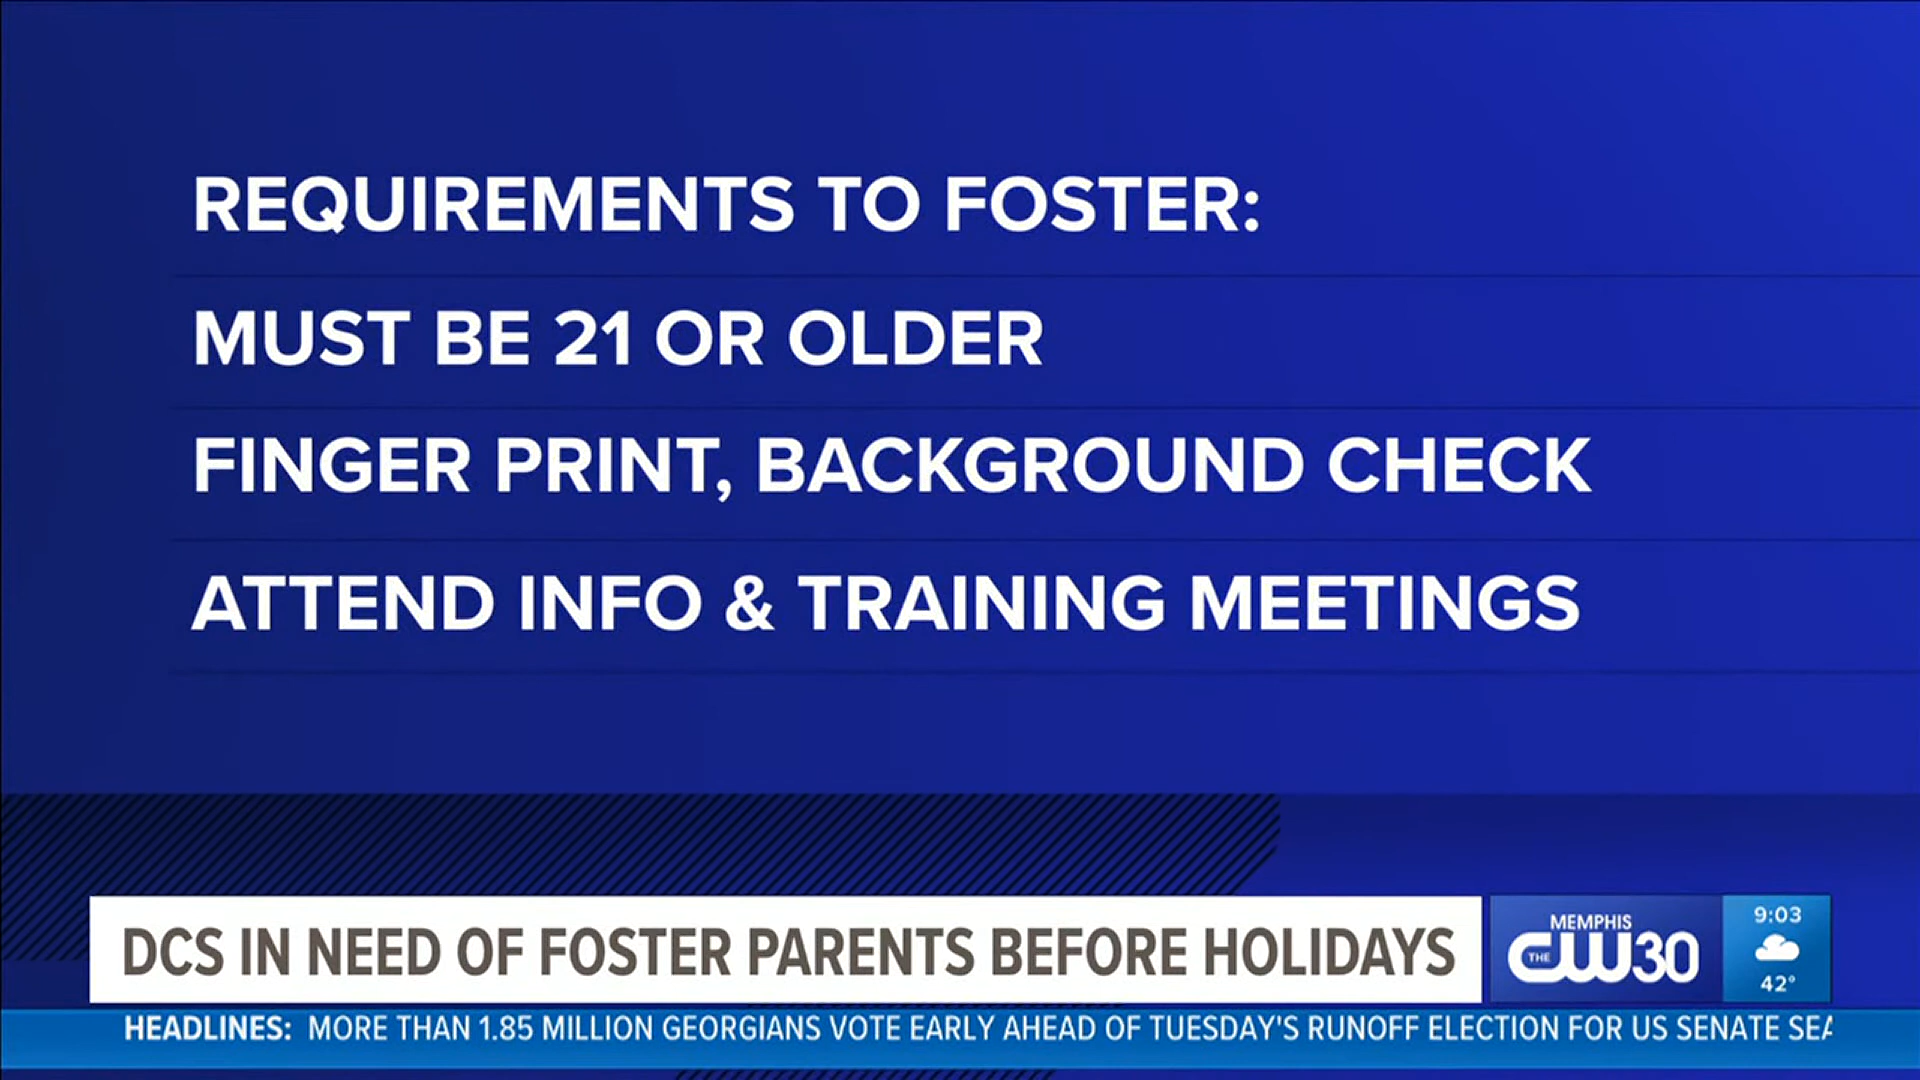 REQUIREMENTS TO FOSTER:
MUST BE 21 OR OLDER
FINGER PRINT, BACKGROUND CHECK
ATTEND INFO & TRAINING MEETINGS
DCS IN NEED OF FOSTER PARENTS BEFORE HOLIDAYS
MEMPHIS
THE CW30
9:03
42°
HEADLINES: MORE THAN 1.85 MILLION GEORGIANS VOTE EARLY AHEAD OF TUESDAY'S RUNOFF ELECTION FOR US SENATE